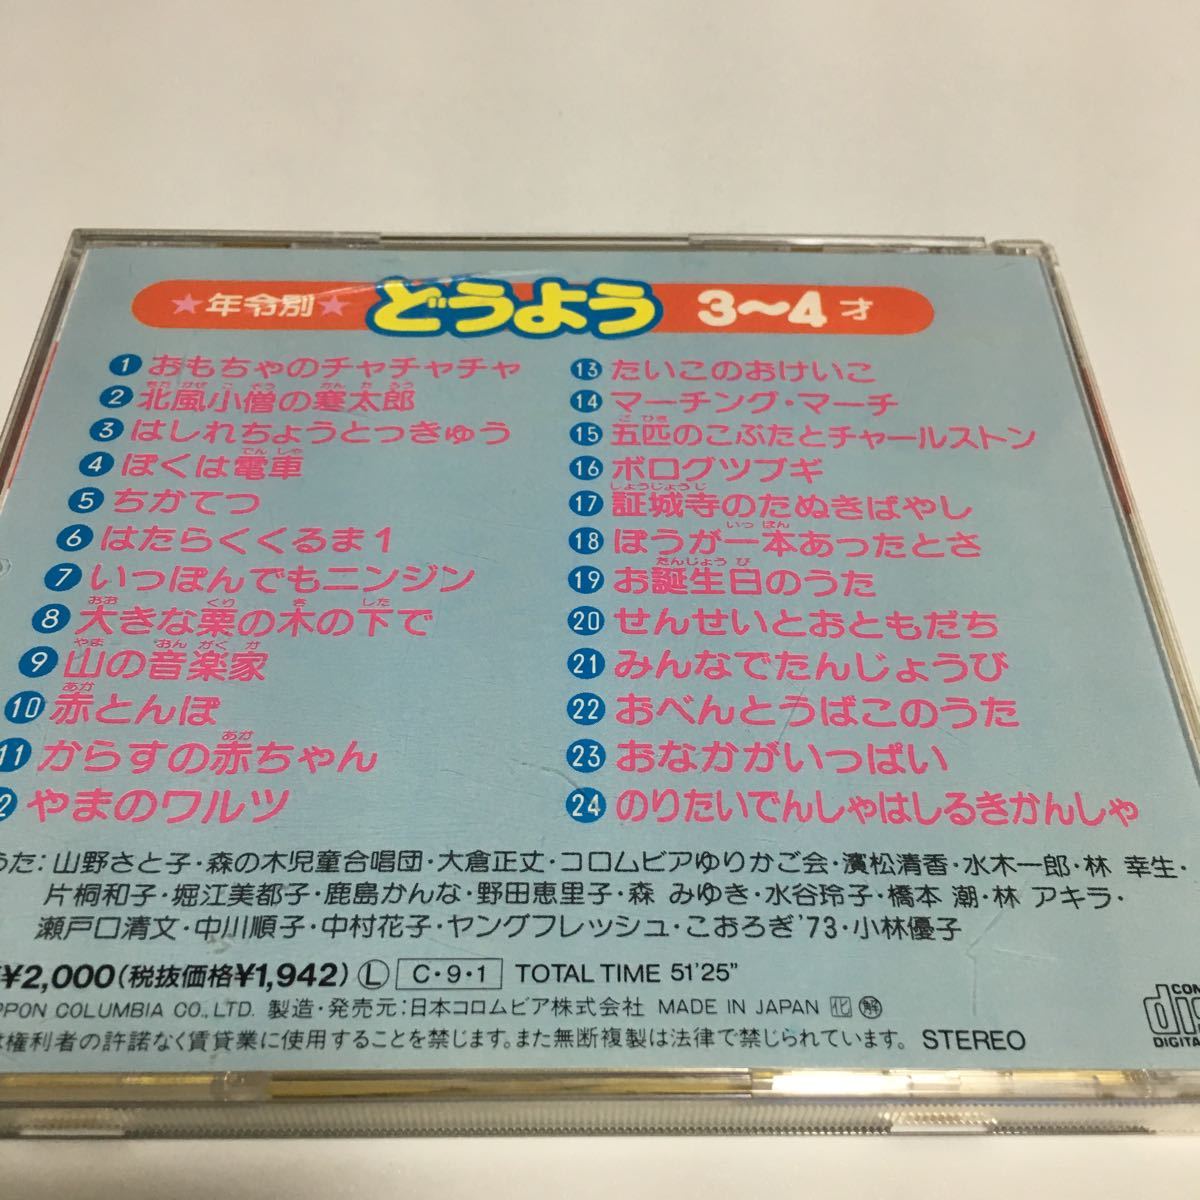 ★年令別★ どうよう 3〜4才
1 おもちゃのチャチャチャ
2 北風小僧の寒太郎
3 はしれちょうとっきゅう
4 ぼくは電車
5 ちかてつ
6 はたらくくるま1
7 いっぽんでもニンジン
8 大きな栗の木の下で
9 山の音楽家
10 赤とんぼ
11 からすの赤ちゃん
2 やまのワルツ
13 たいこのおけいこ
14 マーチング・マーチ
15 五匹のこぶたとチャールストン
16 ボログツブギ
17 証城寺のたぬきばやし
18 ぼうが一本あったとさ
19 お誕生日のうた
20 せんせいとおともだち
21 みんなでたんじょうび
22 おべんとうばこのうた
23 おなかがいっぱい
24 のりたいでんしゃはしるきかんしゃ
うた:山野さと子・森の木児童合唱団・大倉正丈・コロムビアゆりかご会・濱松清香・水木一郎・林 幸生・
片桐和子・堀江美都子・鹿島かんな・野田恵里子・森 みゆき・水谷玲子・橋本 潮・林 アキラ・
瀬戸口清文・中川順子・中村花子・ヤングフレッシュ・こおろぎ'73・小林優子
¥2,000(税抜価格¥1,942) Ⓛ C・9・1 TOTAL TIME 51'25"
PPON COLUMBIA CO., LTD. 製造・発売元:日本コロムビア株式会社 MADE IN JAPAN 化 解
権利者の許諾なく賃貸業に使用することを禁じます。また無断複製は法律で禁じられています。 STEREO
COM
dis
DIGITAL